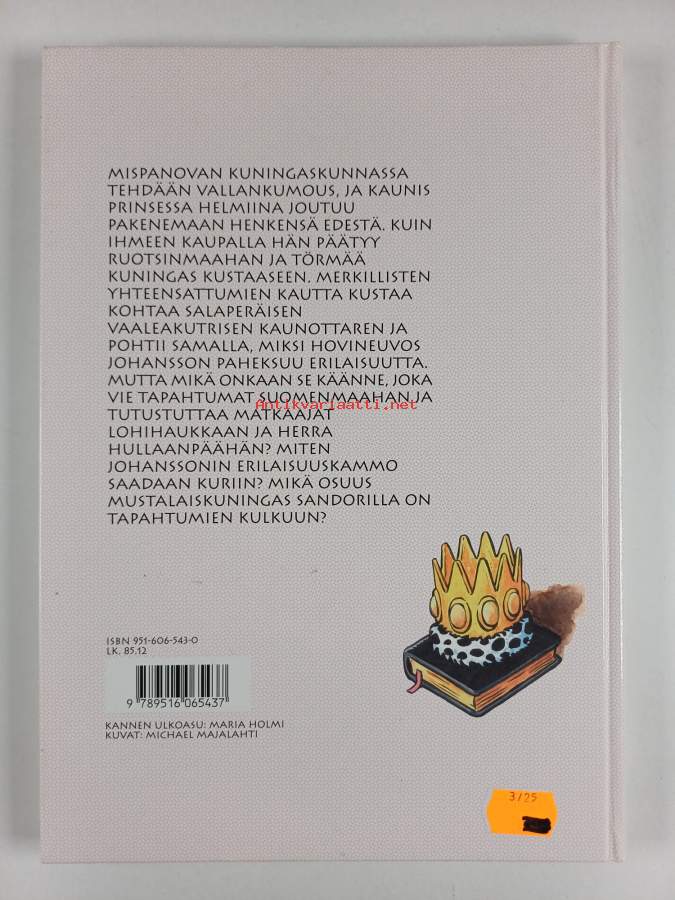 MISPANOVAN KUNINGASKUNNASSA
TEHDÄÄN VALLANKUMOUS, JA KAUNIS
PRINSESSA HELMIINA JOUTUU
PAKENEMAAN HENKENSÄ EDESTÄ. KUIN
IHMEEN KAUPALLA HÄN PÄÄTYY
RUOTSINMAAHAN JA TÖRMÄÄ
KUNINGAS KUSTAASEEN. MERKILLISTEN
YHTEENSATTUMIEN KAUTTA KUSTAA
KOHTAA SALAPERÄISEN
VAALEAKUTRISEN KAUNOTTAREN JA
POHTII SAMALLA, MIKSI HOVINEUVOS
JOHANSSON PAHEKSUU ERILAISUUTTA.
MUTTA MIKÄ ONKAAN SE KÄÄNNE, JOKA
VIE TAPAHTUMAT SUOMENMAAHAN JA
Antikvariaatti.net
TUTUSTUTTAA MATKAAJAT
LOHIHAUKKAAN JA HERRA
HULLAANPÄÄHÄN? MITEN
JOHANSSONIN ERILAISUUSKAMMO
SAADAAN KURIIN? MIKÄ OSUUS
MUSTALAISKUNINGAS SANDORILLA ON
TAPAHTUMIEN KULKUUN?
ISBN 951-606-543-0
LK. 85.12
9 789516 065437
KANNEN ULKOASU: MARIA HOLMI
KUVAT: MICHAEL MAJALAHTI
3/25